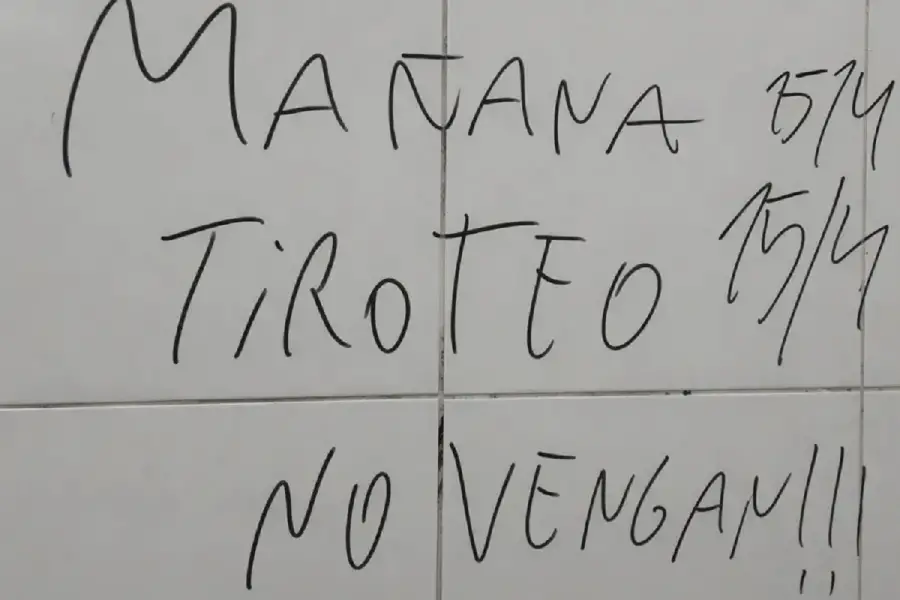 MAÑANA 15/4
TiROTEO 15/4
NO VENGAN!!!